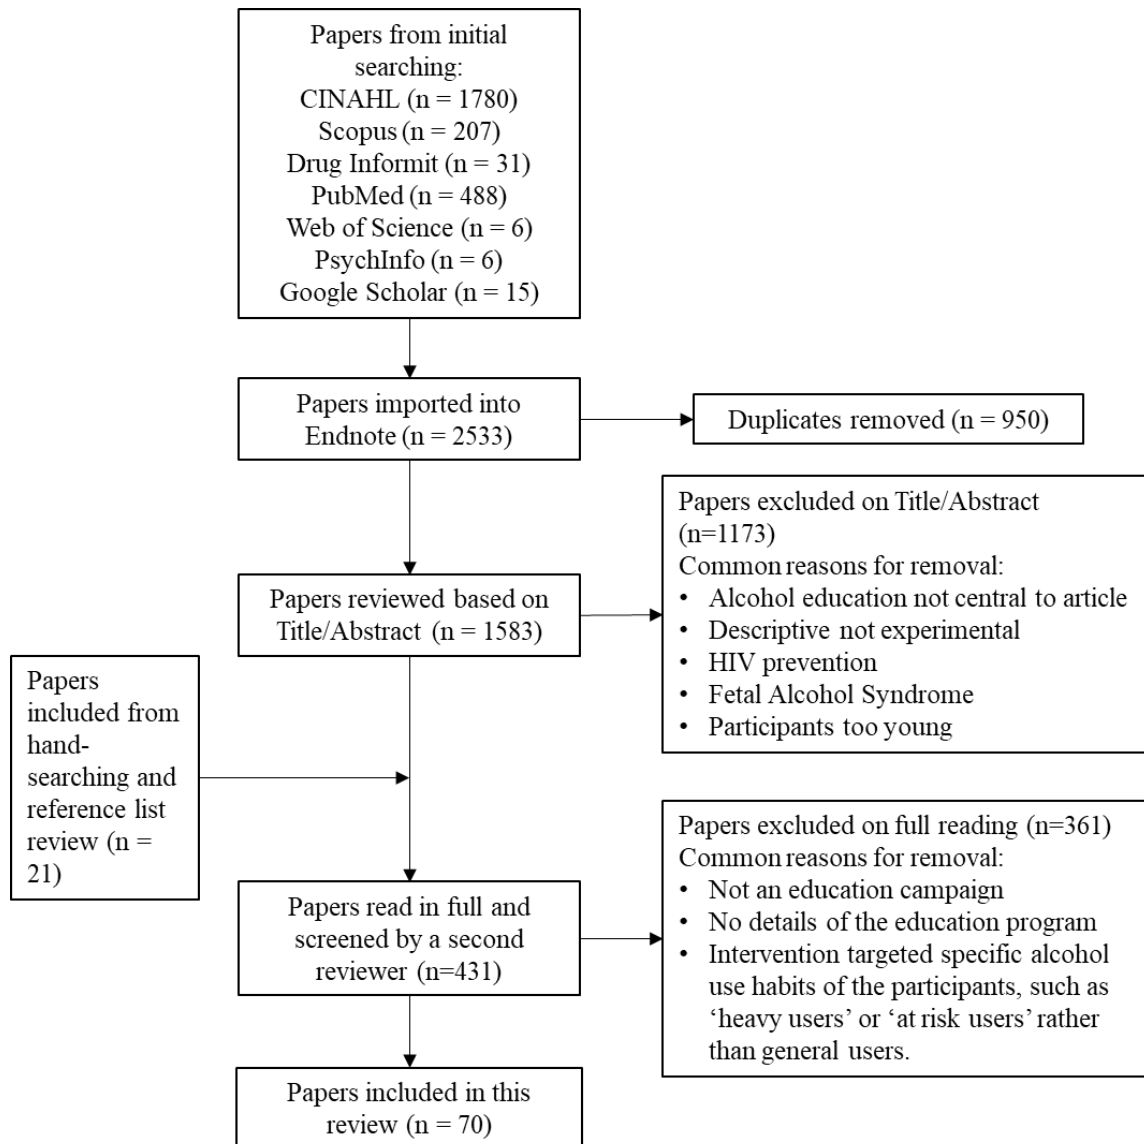 Papers from initial
searching:
CINAHL (n = 1780)
Scopus (n = 207)
Drug Informit (n = 31)
PubMed (n = 488)
Web of Science (n = 6)
PsychInfo (n = 6)
Google Scholar (n = 15)
Papers imported into
Endnote (n = 2533)
Duplicates removed (n = 950)
Papers reviewed based on
Title/Abstract (n = 1583)
Papers excluded on Title/Abstract
(n=1173)
Common reasons for removal:
• Alcohol education not central to article
• Descriptive not experimental
• HIV prevention
• Fetal Alcohol Syndrome
• Participants too young
Papers
included from
hand-
searching and
reference list
review (n =
21)
Papers read in full and
screened by a second
reviewer (n=431)
Papers excluded on full reading (n=361)
Common reasons for removal:
• Not an education campaign
• No details of the education program
• Intervention targeted specific alcohol
use habits of the participants, such as
‘heavy users’ or ‘at risk users’ rather
than general users.
Papers included in this
review (n = 70)